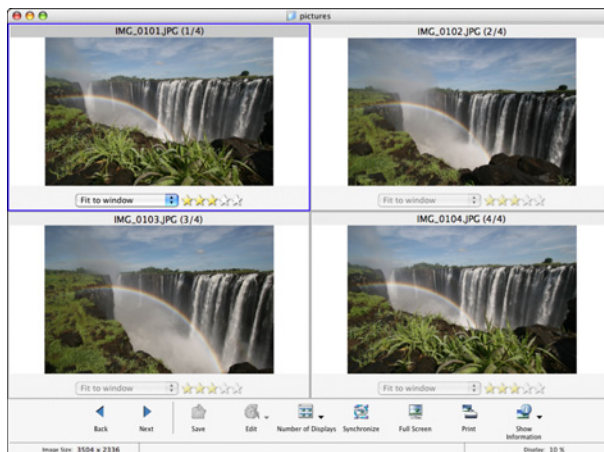 pictures
IMG_0101.JPG (1/4)
IMG_0102.JPG (2/4)
Fit to window
Fit to window
IMG_0103.JPG (3/4)
IMG_0104.JPG (4/4)
Fit to window
Fit to window
Back
Next
Save
Edit
Number of Displays
Synchronize
Full Screen
Print
Show
Information
Image Size: 3504 x 2336
Display: 10 %